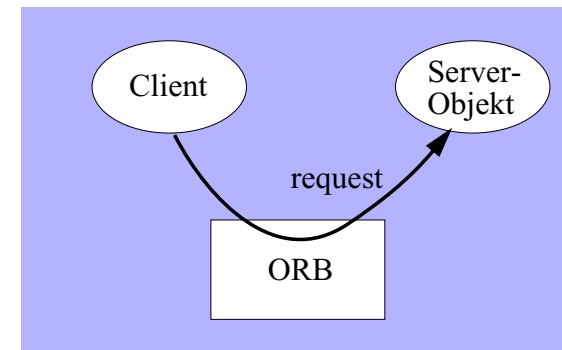 Client
Server-
Objekt
request
ORB